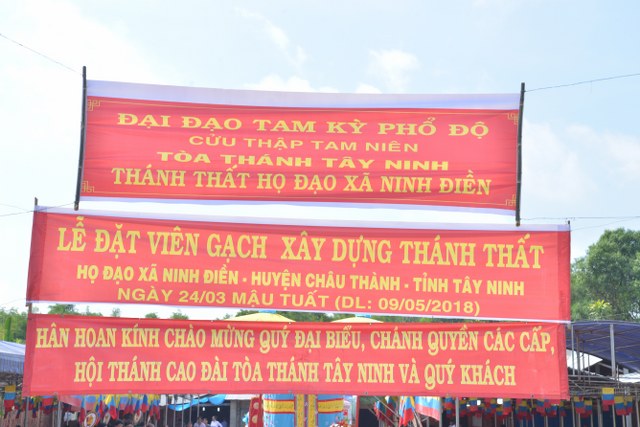 ĐẠI ĐẠO TAM KỲ PHỔ ĐỘ
CỬU THẬP TAM NIÊN
TÒA THÁNH TÂY NINH
THÁNH THẤT HỌ ĐẠO XÃ NINH ĐIỀN
LỄ ĐẶT VIÊN GẠCH XÂY DỰNG THÁNH THẤT
HỌ ĐẠO XÃ NINH ĐIỀN - HUYỆN CHÂU THÀNH - TỈNH TÂY NINH
NGÀY 24/03 MẬU TUẤT (DL: 09/05/2018)
HÂN HOAN KÍNH CHÀO MỪNG QUÝ ĐẠI BIỂU, CHÁNH QUYỀN CÁC CẤP,
HỘI THÁNH CAO ĐÀI TÒA THÁNH TÂY NINH VÀ QUÝ KHÁCH